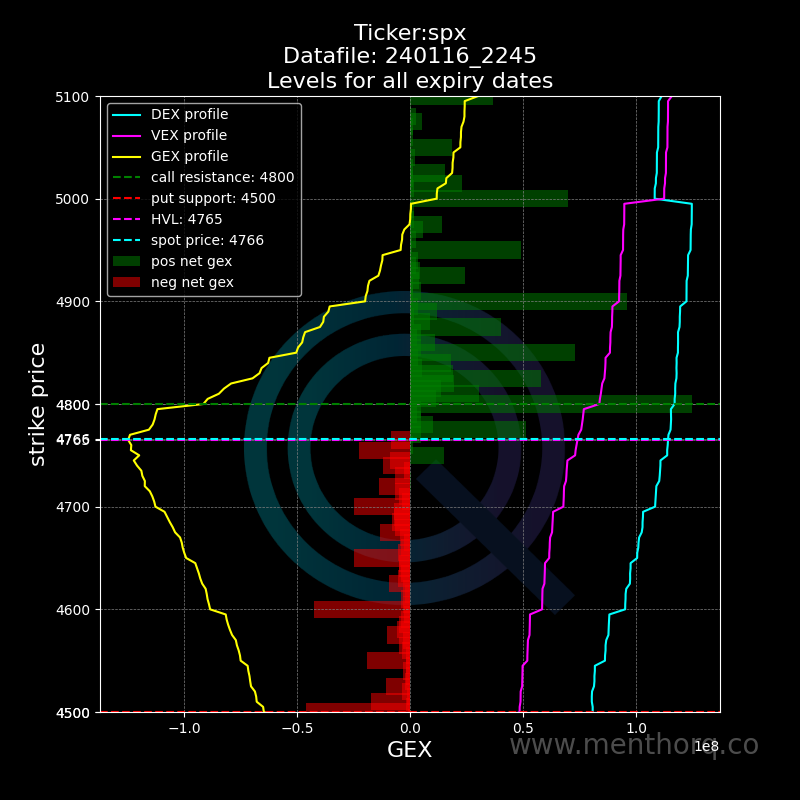 Ticker:spx
Datafile: 240116_2245
Levels for all expiry dates
DEX profile
VEX profile
GEX profile
call resistance: 4800
put support: 4500
HVL: 4765
spot price: 4766
pos net gex
neg net gex
strike price
5100
5000
4900
4800
4766
4700
4600
4500
−1.0
−0.5
0.0
0.5
1.0
1e8
GEX
www.menthorq.co